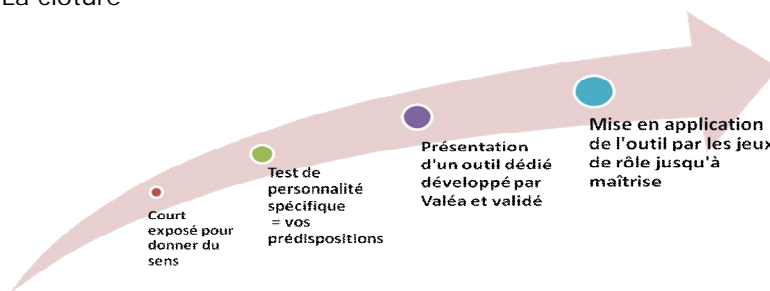 La clôture
Court
exposé pour
donner du
sens
Test de
personnalité
spécifique
= vos
prédispositions
Présentation
d'un outil dédié
développé par
Valéa et validé
Mise en application
de l'outil par les jeux
de rôle jusqu'à
maîtrise